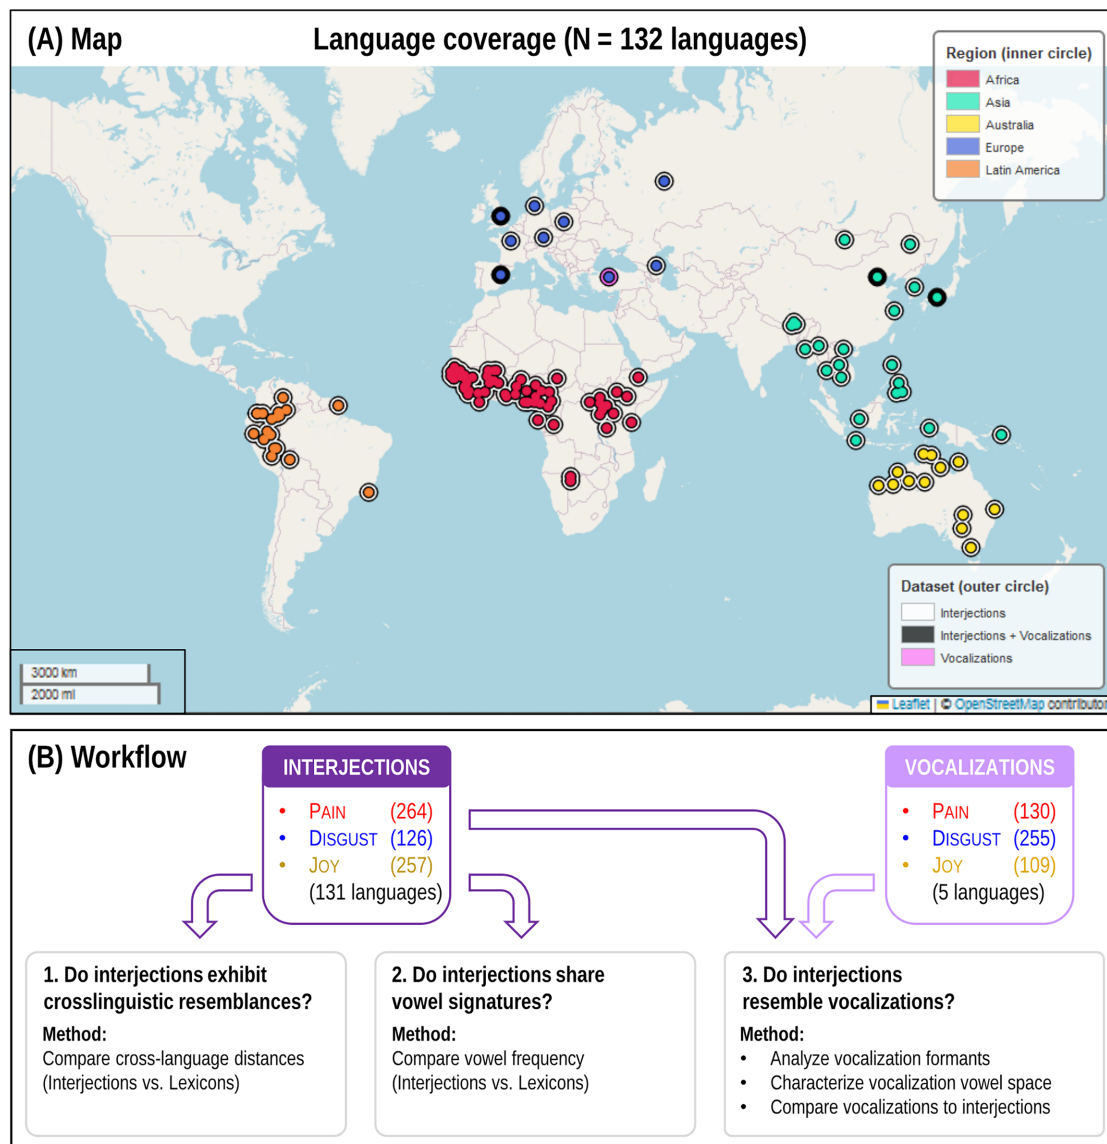 (A) Map
Language coverage (N = 132 languages)
Region (inner circle)
Africa
Asia
Australia
Europe
Latin America
Dataset (outer circle)
Interjections
Interjections + Vocalizations
Vocalizations
3000 km
2000 mi
Leaflet | © OpenStreetMap contributor
(B) Workflow
INTERJECTIONS
• PAIN (264)
• DISGUST (126)
• JOY (257)
(131 languages)
VOCALIZATIONS
• PAIN (130)
• DISGUST (255)
• JOY (109)
(5 languages)
1. Do interjections exhibit
crosslinguistic resemblances?
Method:
Compare cross-language distances
(Interjections vs. Lexicons)
2. Do interjections share
vowel signatures?
Method:
Compare vowel frequency
(Interjections vs. Lexicons)
3. Do interjections
resemble vocalizations?
Method:
• Analyze vocalization formants
• Characterize vocalization vowel space
• Compare vocalizations to interjections